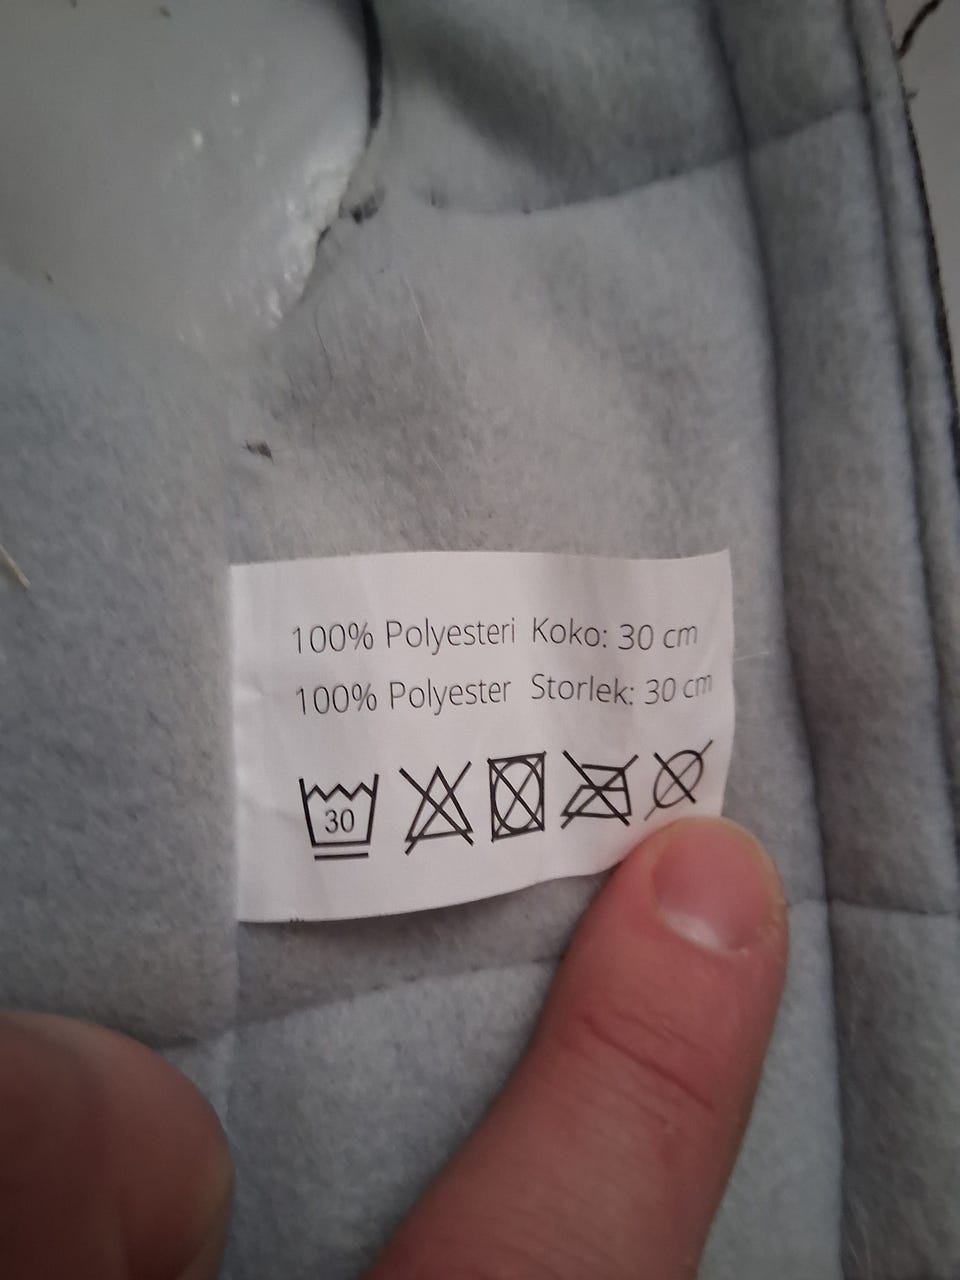 100% Polyesteri Koko: 30 cm
100% Polyester Storlek: 30 cm
30